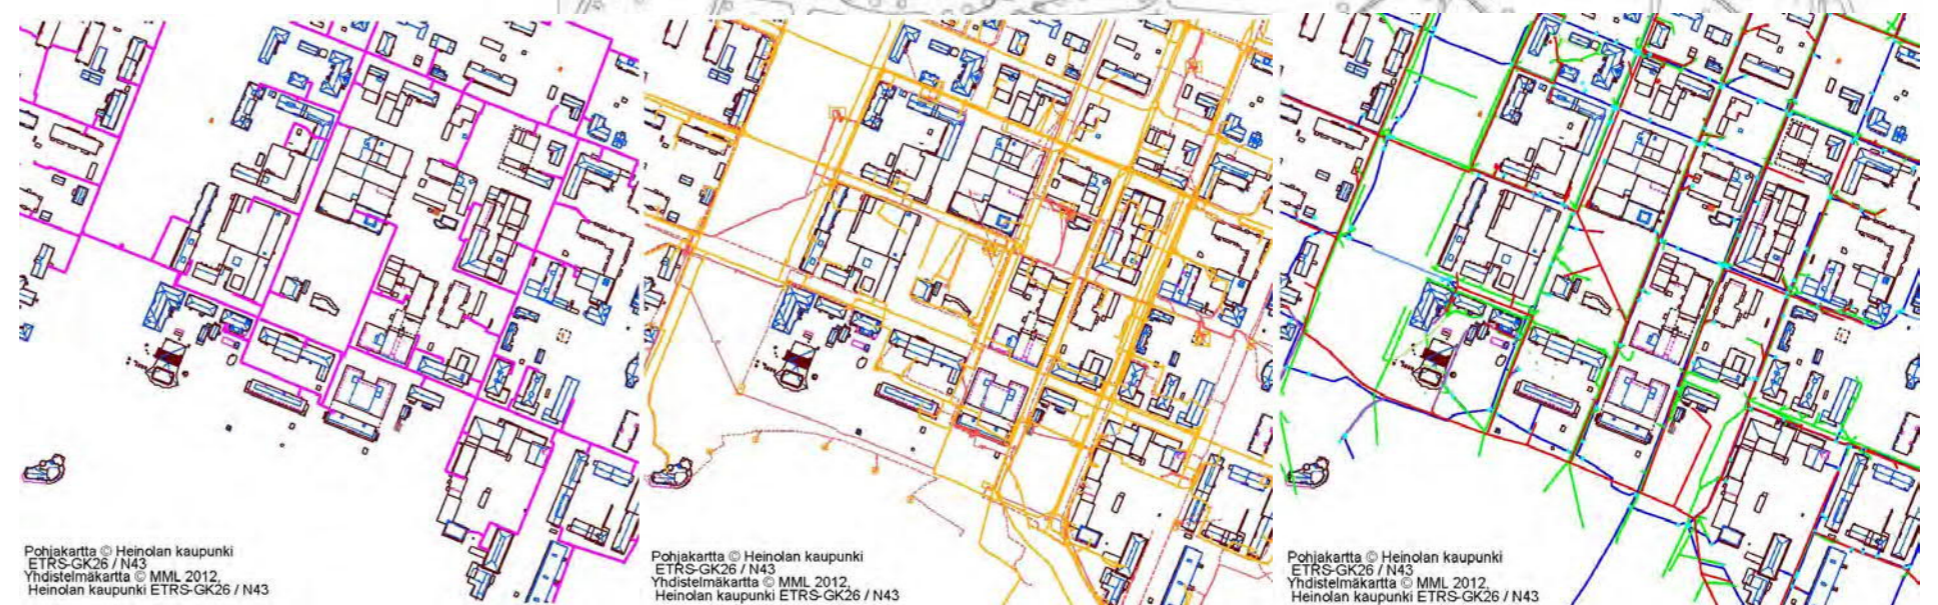 Pohjakartta © Heinolan kaupunki
ETRS-GK26 / N43
Yhdistelmäkartta © MML 2012,
Heinolan kaupunki ETRS-GK26 / N43
Pohjakartta © Heinolan kaupunki
ETRS-GK26 / N43
Yhdistelmäkartta © MML 2012,
Heinolan kaupunki ETRS-GK26 / N43
Pohjakartta © Heinolan kaupunki
ETRS-GK26 / N43
Yhdistelmäkartta © MML 2012,
Heinolan kaupunki ETRS-GK26 / N43